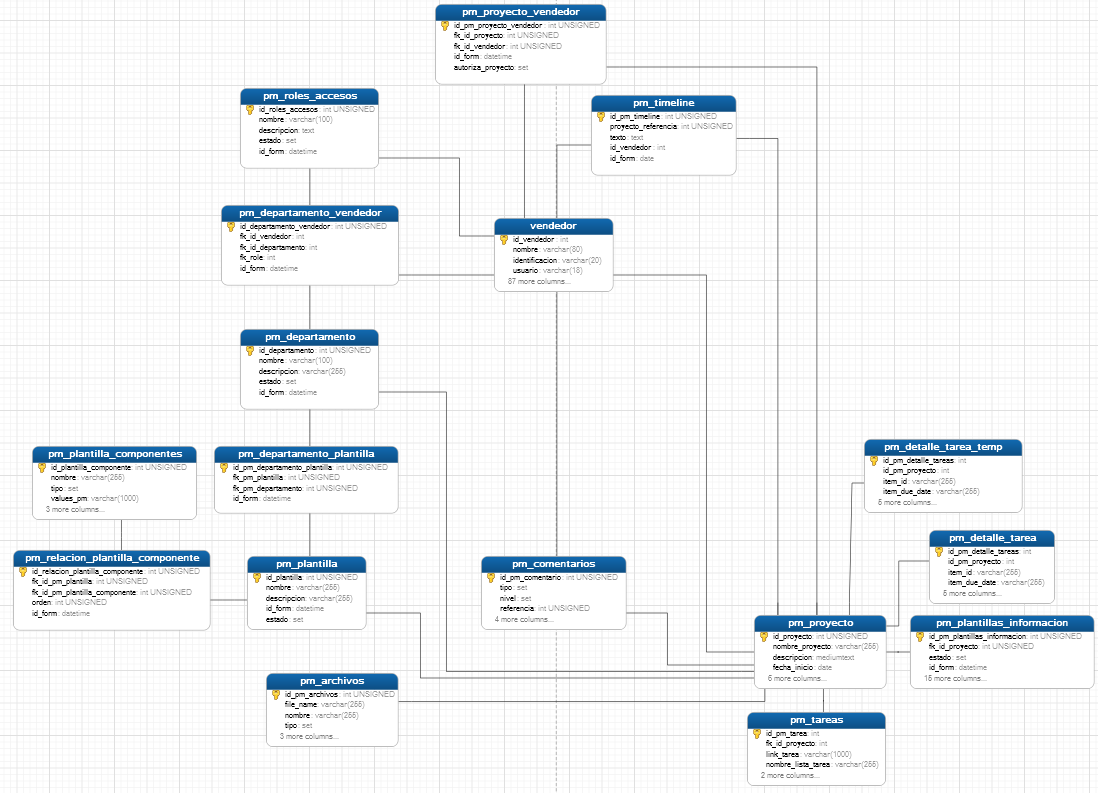 pm_proyecto_vendedor
id_pm_proyecto_vendedor: int UNSIGNED
fk_id_proyecto: int UNSIGNED
fk_id_vendedor: int UNSIGNED
id_form: datetime
autoriza_proyecto: set
pm_roles_accesos
id_roles_accesos: int UNSIGNED
nombre: varchar(100)
descripcion: text
estado: set
id_form: datetime
pm_timeline
id_pm_timeline: int UNSIGNED
proyecto_referencia: int UNSIGNED
texto: text
id_vendedor: int
id_form: date
pm_departamento_vendedor
id_departamento_vendedor: int UNSIGNED
fk_id_vendedor: int
fk_id_departamento: int
fk_role: int
id_form: datetime
vendedor
id_vendedor: int
nombre: varchar(80)
identificacion: varchar(20)
usuario: varchar(18)
87 more columns...
pm_departamento
id_departamento: int UNSIGNED
nombre: varchar(100)
descripcion: varchar(255)
estado: set
id_form: datetime
pm_plantilla_componentes
id_plantilla_componente: int UNSIGNED
nombre: varchar(255)
tipo: set
values_pm: varchar(1000)
3 more columns...
pm_departamento_plantilla
id_pm_departamento_plantilla: int UNSIGNED
fk_pm_plantilla: int UNSIGNED
fk_pm_departamento: int UNSIGNED
id_form: datetime
pm_detalle_tarea_temp
id_pm_detalle_tareas: int
id_pm_proyecto: int
item_id: varchar(255)
item_due_date: varchar(255)
5 more columns...
pm_detalle_tarea
id_pm_detalle_tareas: int
id_pm_proyecto: int
item_id: varchar(255)
item_due_date: varchar(255)
5 more columns...
pm_relacion_plantilla_componente
id_relacion_plantilla_componente: int UNSIGNED
fk_id_pm_plantilla: int UNSIGNED
fk_id_pm_plantilla_componente: int UNSIGNED
orden: int UNSIGNED
id_form: datetime
pm_plantilla
id_plantilla: int UNSIGNED
nombre: varchar(255)
descripcion: varchar(255)
id_form: datetime
estado: set
pm_comentarios
id_pm_comentario: int UNSIGNED
tipo: set
nivel: set
referencia: int UNSIGNED
4 more columns...
pm_proyecto
id_proyecto: int UNSIGNED
nombre_proyecto: varchar(255)
descripcion: mediumtext
fecha_inicio: date
6 more columns...
pm_plantillas_informacion
id_pm_plantillas_informacion: int UNSIGNED
fk_id_proyecto: int UNSIGNED
estado: set
id_form: datetime
15 more columns...
pm_archivos
id_pm_archivos: int UNSIGNED
file_name: varchar(255)
nombre: varchar(255)
tipo: set
3 more columns...
pm_tareas
id_pm_tarea: int
fk_id_proyecto: int
link_tarea: varchar(1000)
nombre_lista_tarea: varchar(255)
2 more columns...